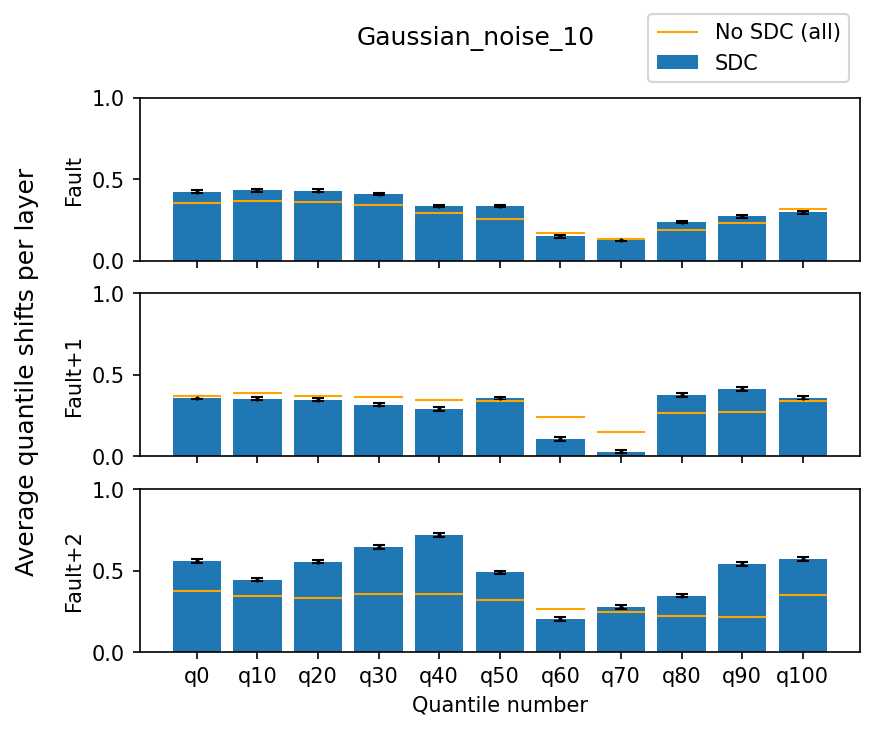 Gaussian_noise_10
No SDC (all)
SDC
Average quantile shifts per layer
Fault
1.0
0.5
0.0
Fault+1
1.0
0.5
0.0
Fault+2
1.0
0.5
0.0
q0 q10 q20 q30 q40 q50 q60 q70 q80 q90 q100
Quantile number